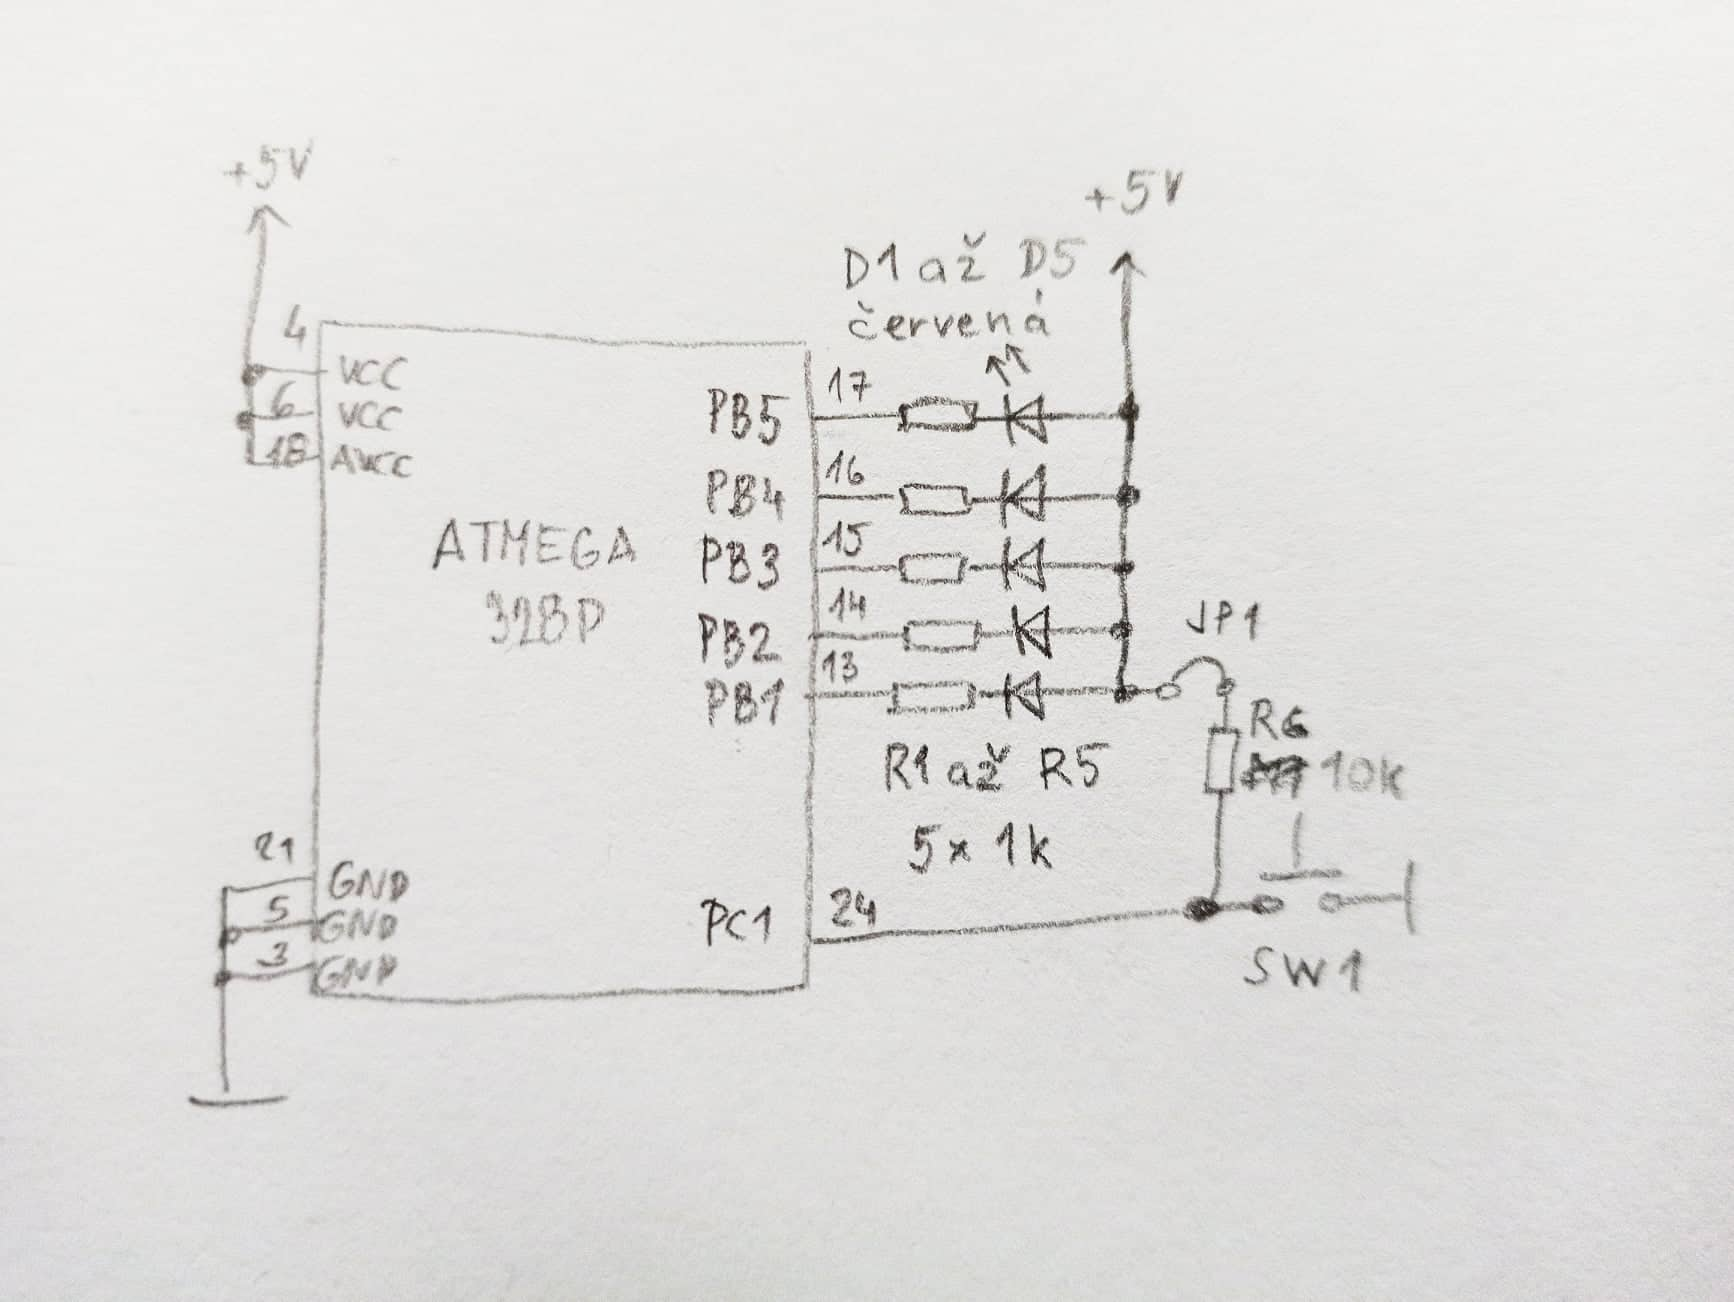 +5V
+5V
D1 až D5
červená
4
VCC
6
VCC
18
AVCC
ATMEGA
328P
PB5
17
PB4
16
PB3
15
PB2
14
PB1
13
JP1
R6
10k
R1 až R5
5x 1k
21
GND
5
GND
3
GND
PC1
24
SW1